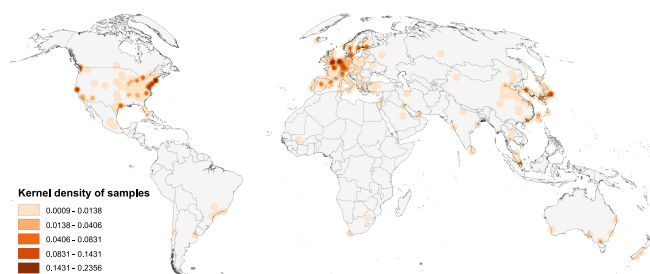 Kernel density of samples
0.0009 - 0.0138
0.0138 - 0.0406
0.0406 - 0.0831
0.0831 - 0.1431
0.1431 - 0.2356